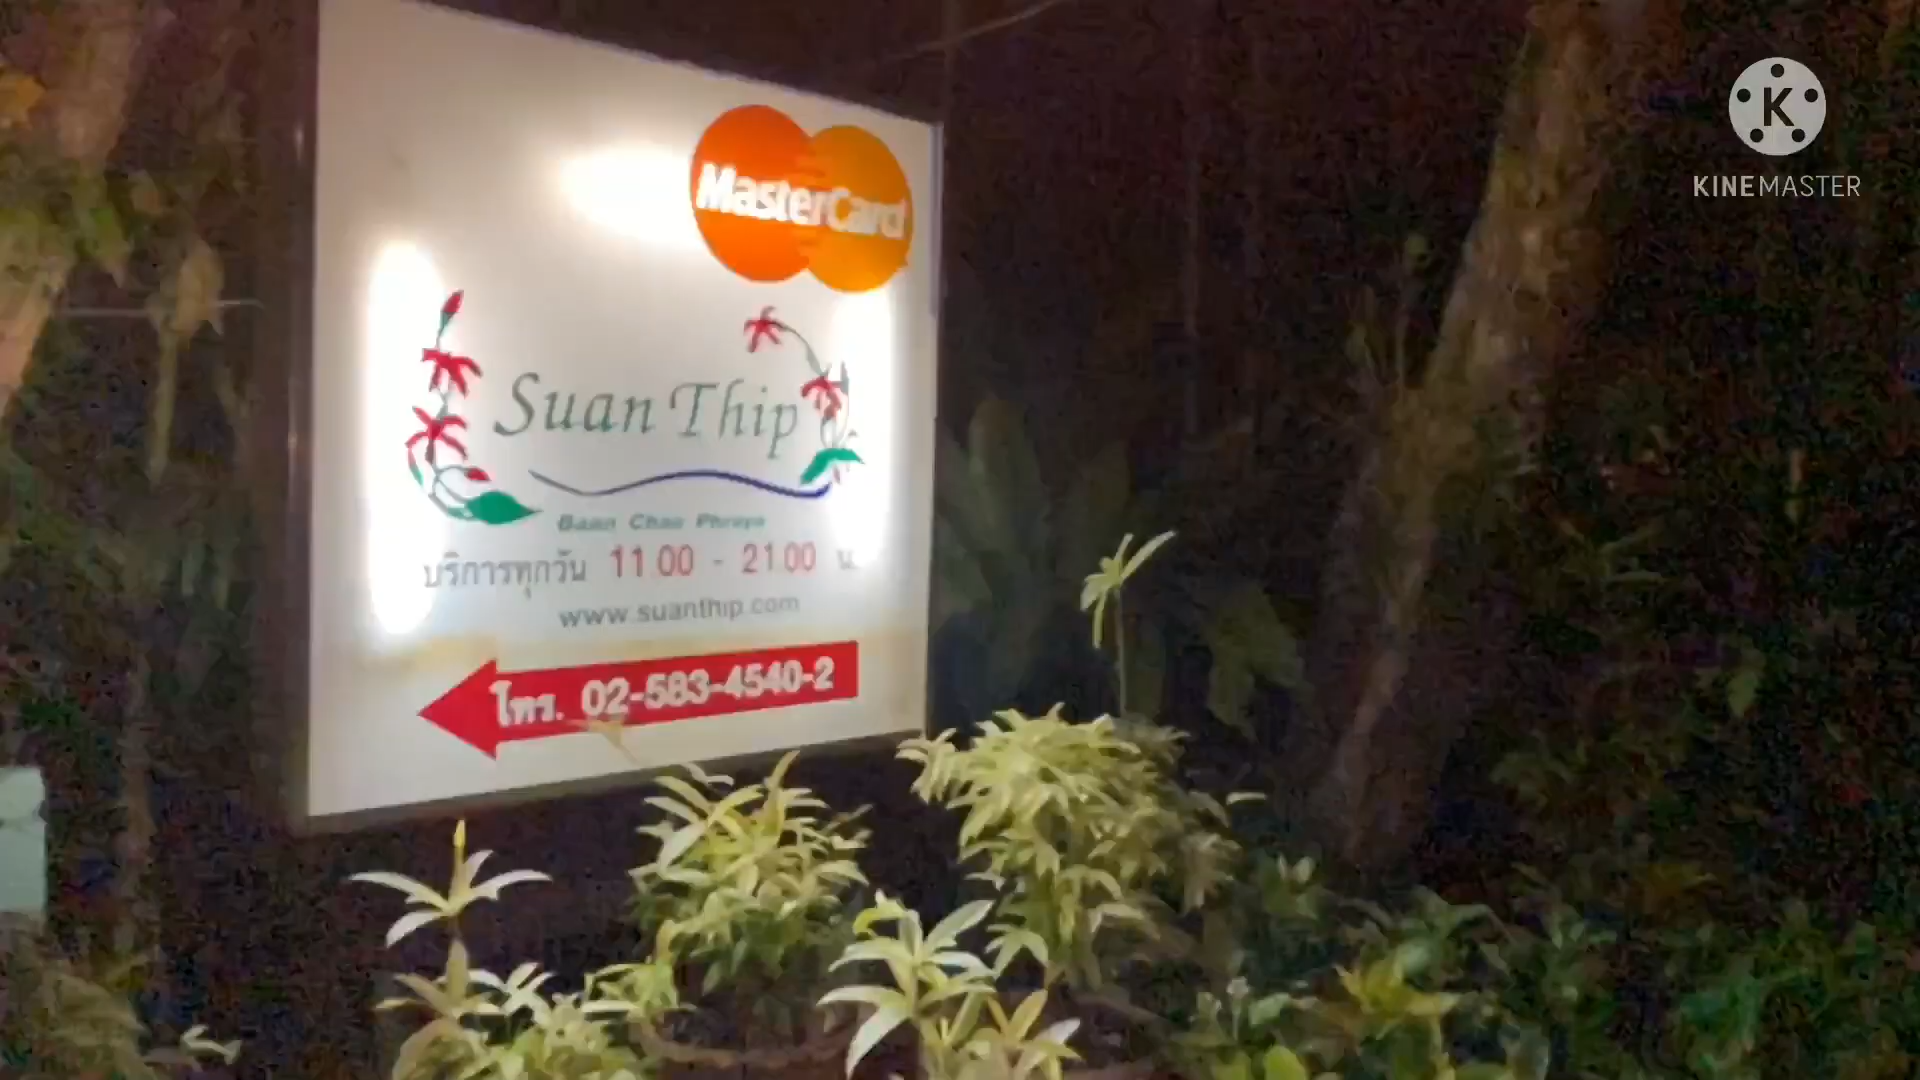 MasterCard
KINEMASTER
Suan Thip
Baan Chao Phraya
บริการทุกวัน 11.00 - 21.00 น.
www.suanthip.com
โทร. 02-583-4540-2